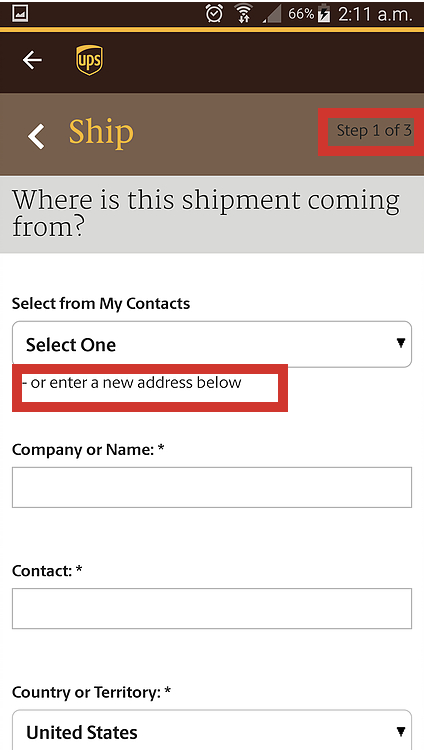 66% 2:11 a.m.
ups
Ship
Step 1 of 3
Where is this shipment coming
from?
Select from My Contacts
Select One
- or enter a new address below
Company or Name: *
Contact: *
Country or Territory: *
United States